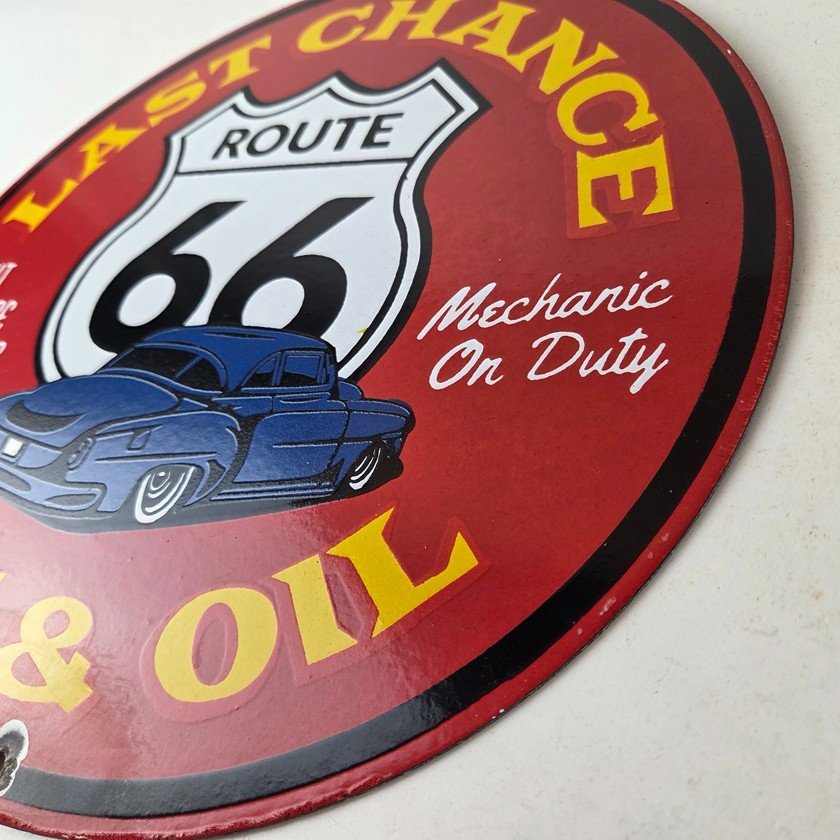 LAST CHANCE
ROUTE
66
Mechanic
On Duty
& OIL